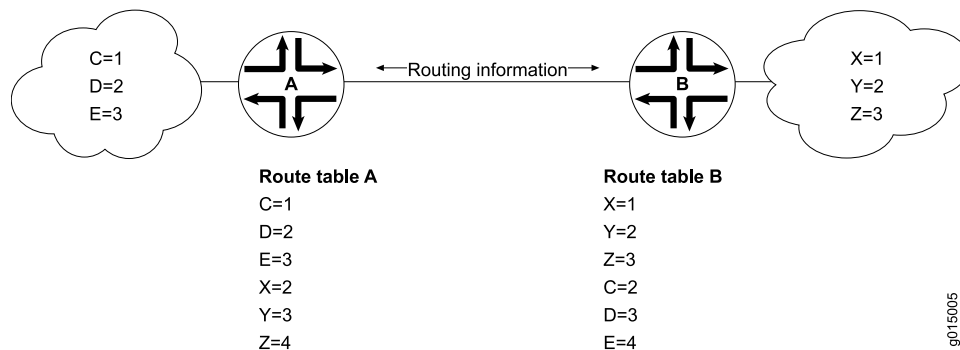 C=1
D=2
E=3
A
Routing information
B
X=1
Y=2
Z=3
Route table A
C=1
D=2
E=3
X=2
Y=3
Z=4
Route table B
X=1
Y=2
Z=3
C=2
D=3
E=4
g015005